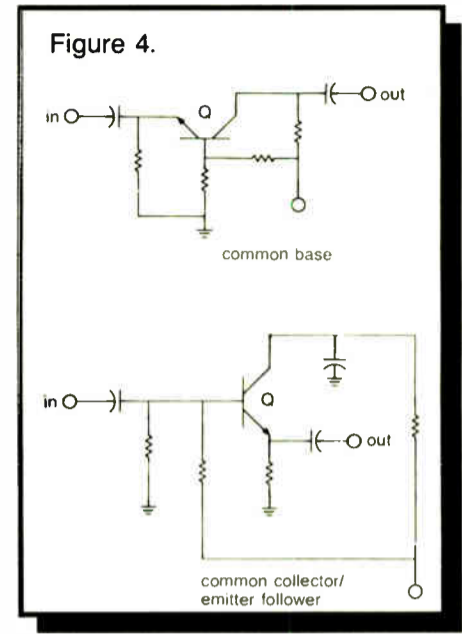 Figure 4.
in Q out
common base
in Q out
common collector/
emitter follower